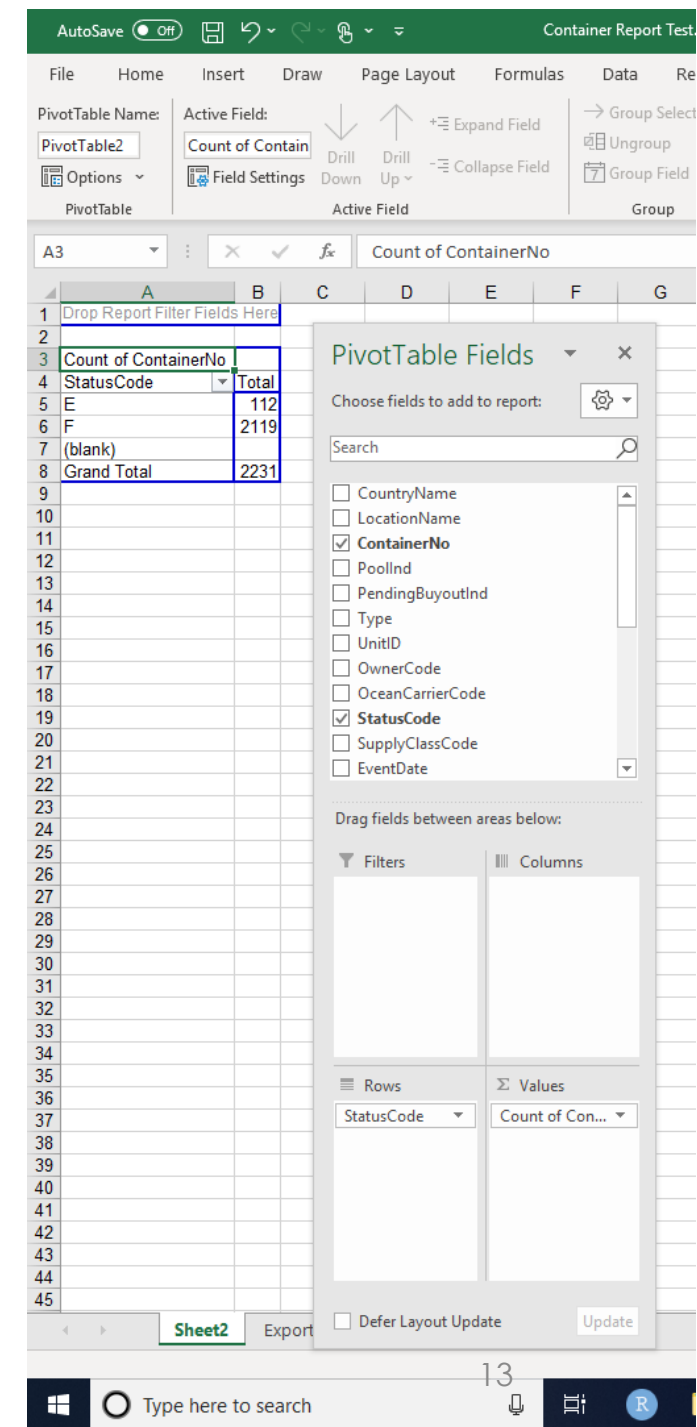 AutoSave Off Container Report Test.
File Home Insert Draw Page Layout Formulas Data Re
PivotTable Name: Active Field:
PivotTable2 Count of Contain
Options Field Settings
Drill Down Drill Up
Expand Field
Collapse Field
Group Select
Ungroup
7 Group Field
PivotTable Active Field Group
A3 fx Count of ContainerNo
A B C D E F G
1 Drop Report Filter Fields Here
2
3 Count of ContainerNo
4 StatusCode Total
5 E 112
6 F 2119
7 (blank)
8 Grand Total 2231
9
10
11
12
13
14
15
16
17
18
19
20
21
22
23
24
25
26
27
28
29
30
31
32
33
34
35
36
37
38
39
40
41
42
43
44
45
PivotTable Fields
Choose fields to add to report:
Search
CountryName
LocationName
ContainerNo
PoolInd
PendingBuyoutInd
Type
UnitID
OwnerCode
OceanCarrierCode
StatusCode
SupplyClassCode
EventDate
Drag fields between areas below:
Filters Columns
Rows Σ Values
StatusCode Count of Con...
Defer Layout Update Update
Sheet2 Export
13
Type here to search R